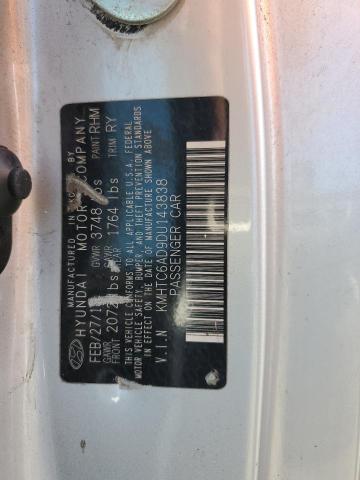 MANUFACTURED BY
HYUNDAI MOTOR COMPANY
FEB/27/1 GVWR 3748 lbs PAINT RHM
GAWR FRONT 2072 lbs GAWR REAR 1764 lbs TRIM RY
THIS VEHICLE CONFORMS TO ALL APPLICABLE U.S.A. FEDERAL
MOTOR VEHICLE SAFETY, BUMPER, AND THEFT PREVENTION STANDARDS
IN EFFECT ON THE DATE OF MANUFACTURE SHOWN ABOVE.
V.I.N KMHTC6AD9DU143838
PASSENGER CAR